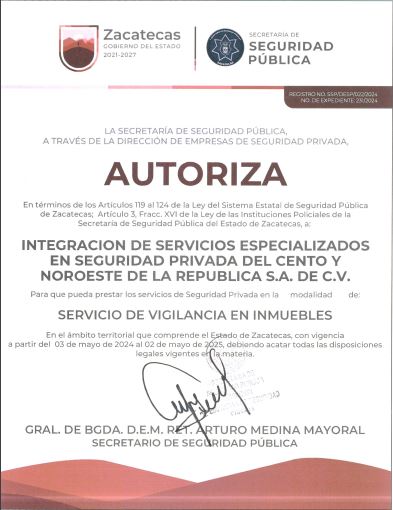 Zacatecas
GOBIERNO DEL ESTADO
2021-2027
SECRETARÍA DE
SEGURIDAD
PÚBLICA
REGISTRO NO. SSP/DESP/022/2024
NO. DE EXPEDIENTE: 231/2024
LA SECRETARÍA DE SEGURIDAD PÚBLICA,
A TRAVÉS DE LA DIRECCIÓN DE EMPRESAS DE SEGURIDAD PRIVADA,
AUTORIZA
En términos de los Artículos 119 al 124 de la Ley del Sistema Estatal de Seguridad Pública
de Zacatecas; Artículo 3, Fracc. XVI de la Ley de las Instituciones Policiales de la
Secretaría de Seguridad Pública del Estado de Zacatecas, a:
INTEGRACION DE SERVICIOS ESPECIALIZADOS
EN SEGURIDAD PRIVADA DEL CENTO Y
NOROESTE DE LA REPUBLICA S.A. DE C.V.
Para que pueda prestar los servicios de Seguridad Privada en la modalidad de:
SERVICIO DE VIGILANCIA EN INMUEBLES
En el ámbito territorial que comprende el Estado de Zacatecas, con vigencia
a partir del 03 de mayo de 2024 al 02 de mayo de 2025, debiendo acatar todas las disposiciones
legales vigentes en la materia.
GRAL. DE BGDA. D.E.M. RET. ARTURO MEDINA MAYORAL
SECRETARIO DE SEGURIDAD PÚBLICA